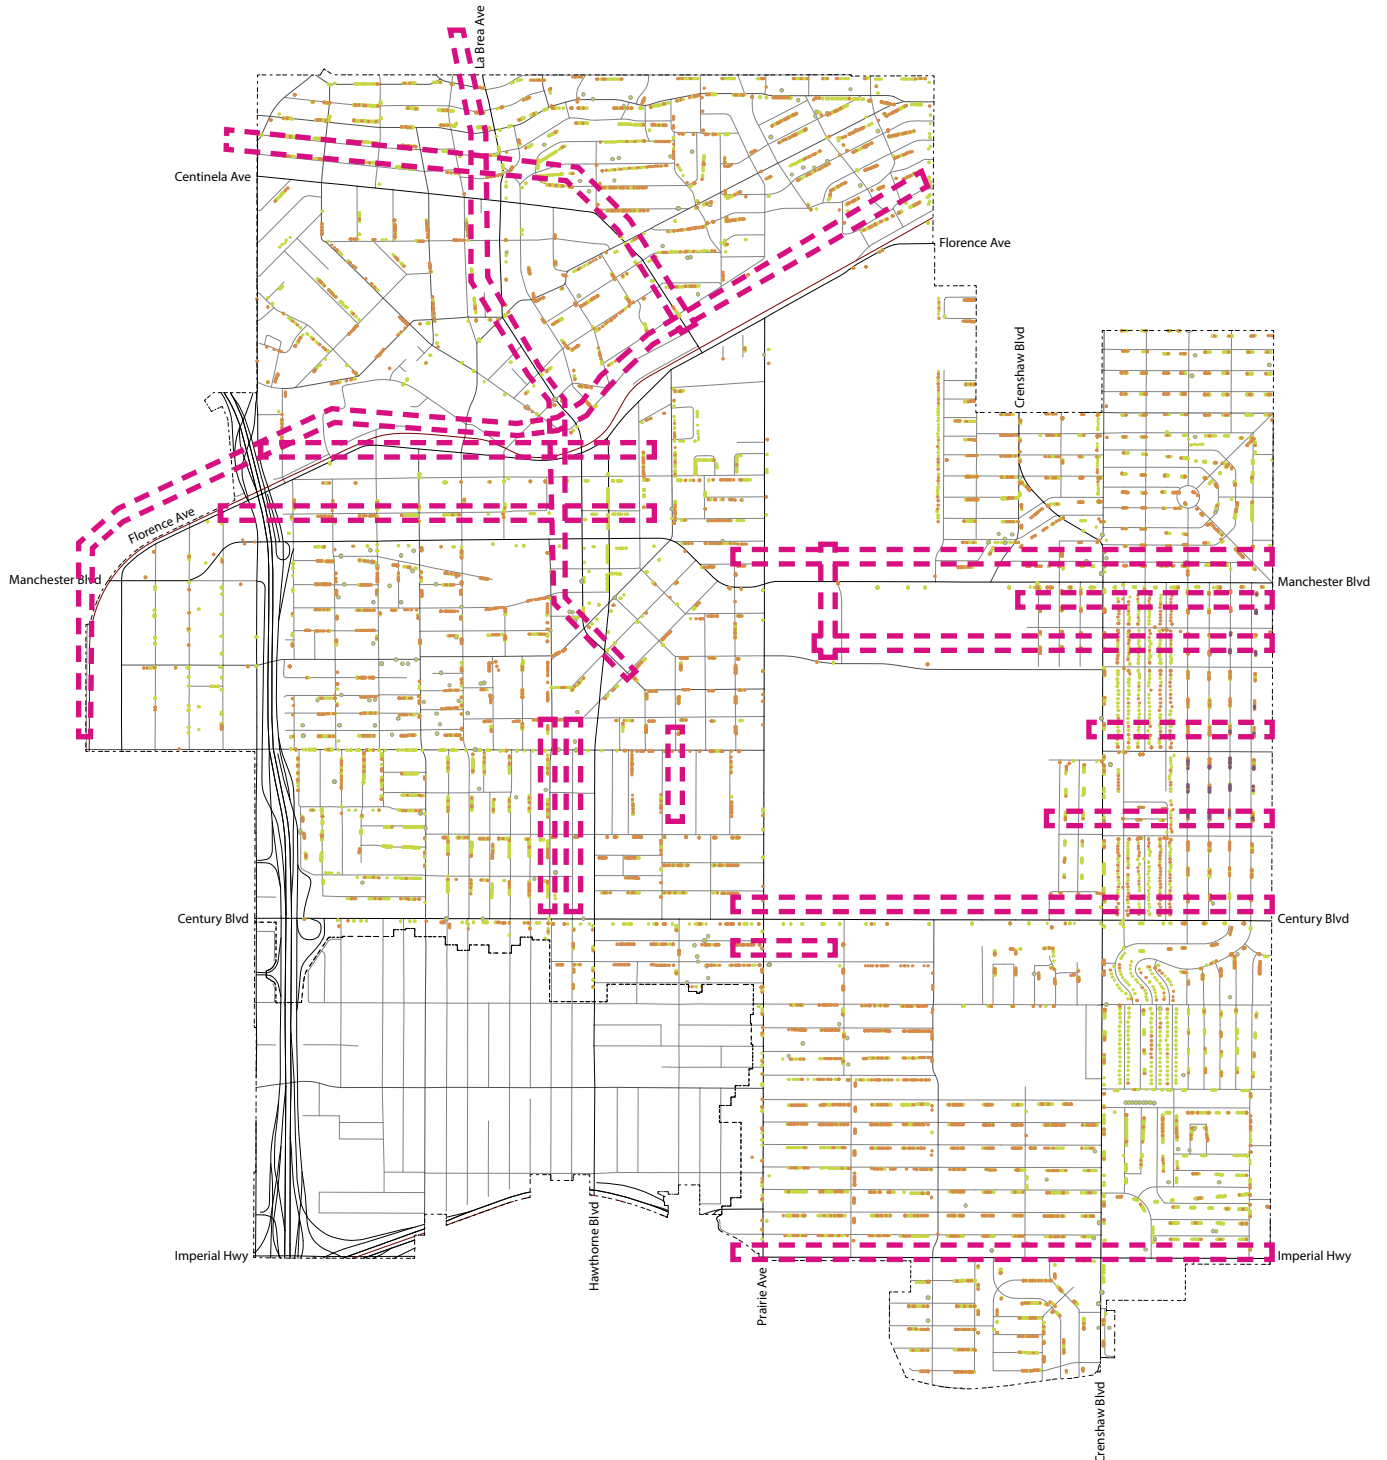 La Brea Ave
Centinela Ave
Florence Ave
Crenshaw Blvd
Florence Ave
Manchester Blvd
Manchester Blvd
Century Blvd
Century Blvd
Imperial Hwy
Hawthorne Blvd
Prairie Ave
Imperial Hwy
Crenshaw Blvd